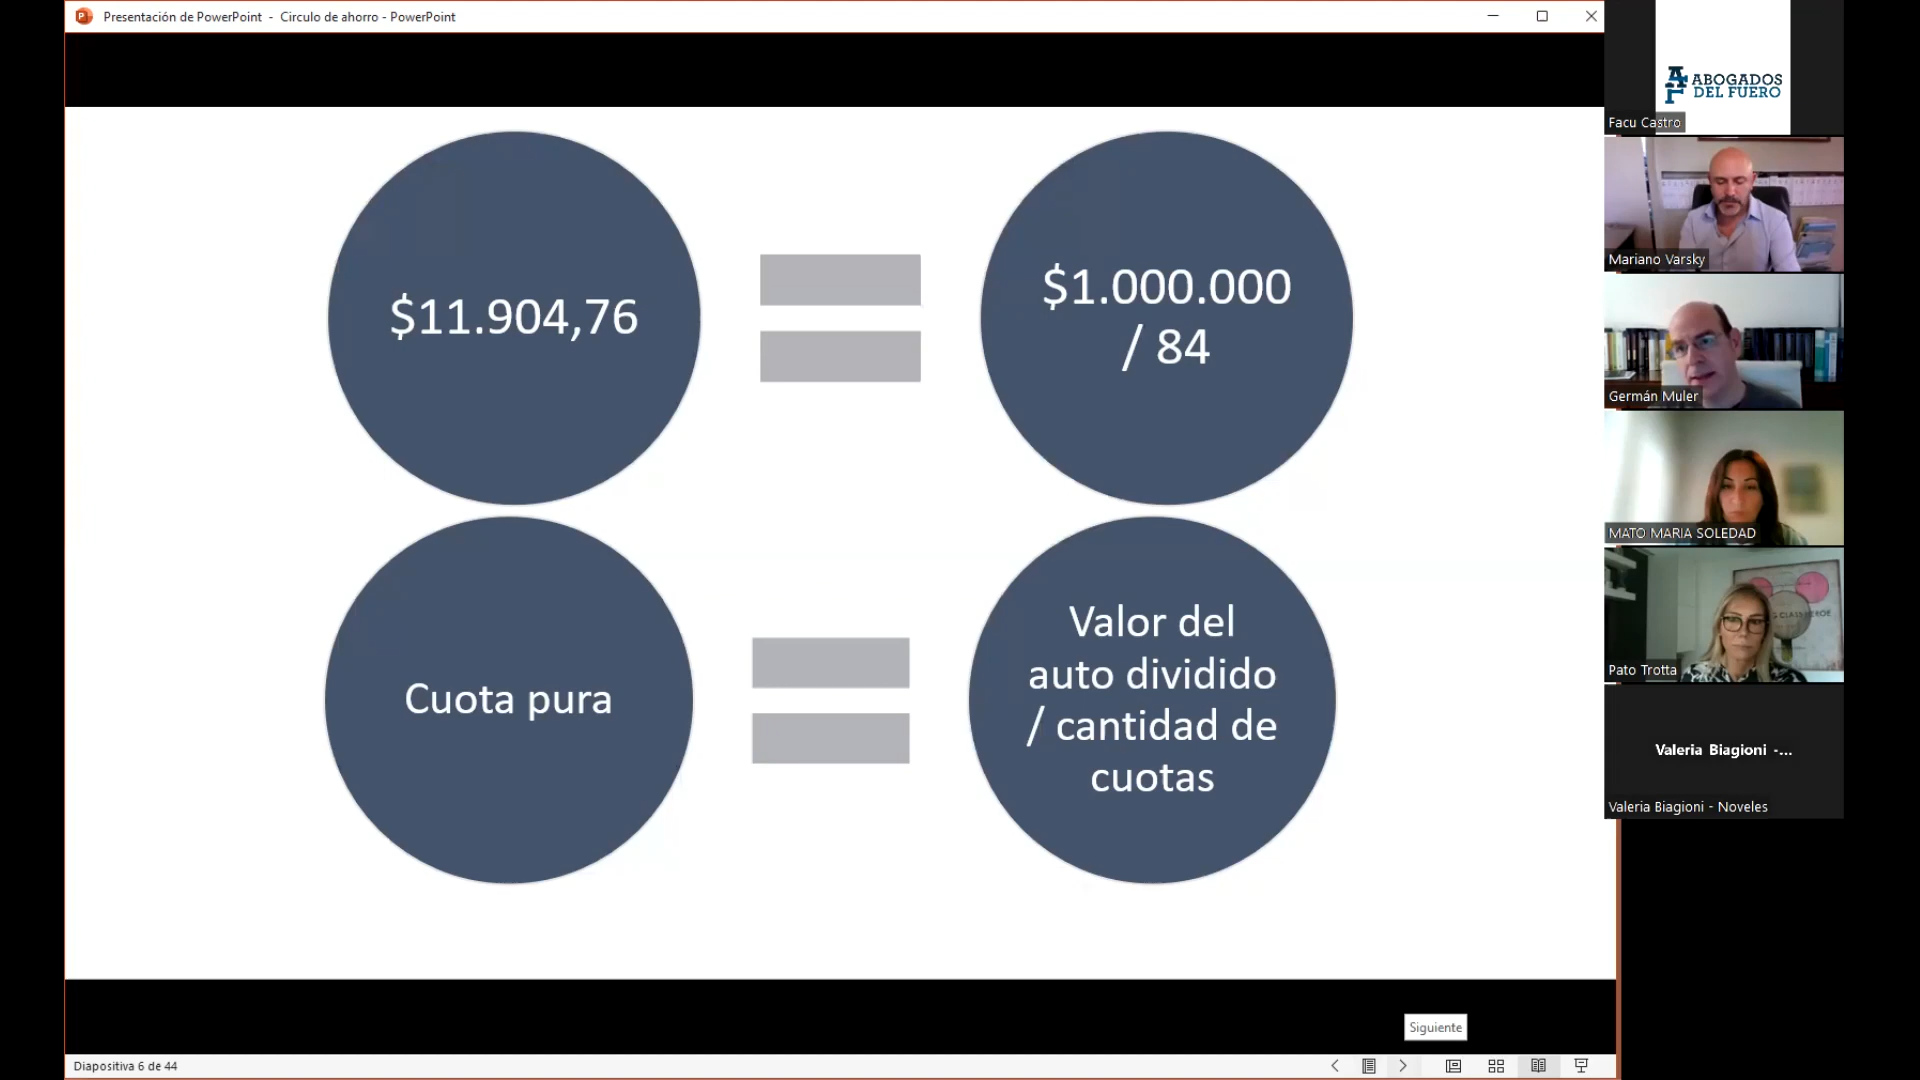 Presentación de PowerPoint - Circulo de ahorro - PowerPoint
$11.904,76
$1.000.000
/ 84
Cuota pura
Valor del
auto dividido
/ cantidad de
cuotas
Siguiente
Diapositiva 6 de 44
ABOGADOS
DEL FUERO
Facu Castro
Mariano Varsky
Germán Muler
MATO MARIA SOLEDAD
Pato Trotta
Valeria Biagioni -...
Valeria Biagioni - Noveles